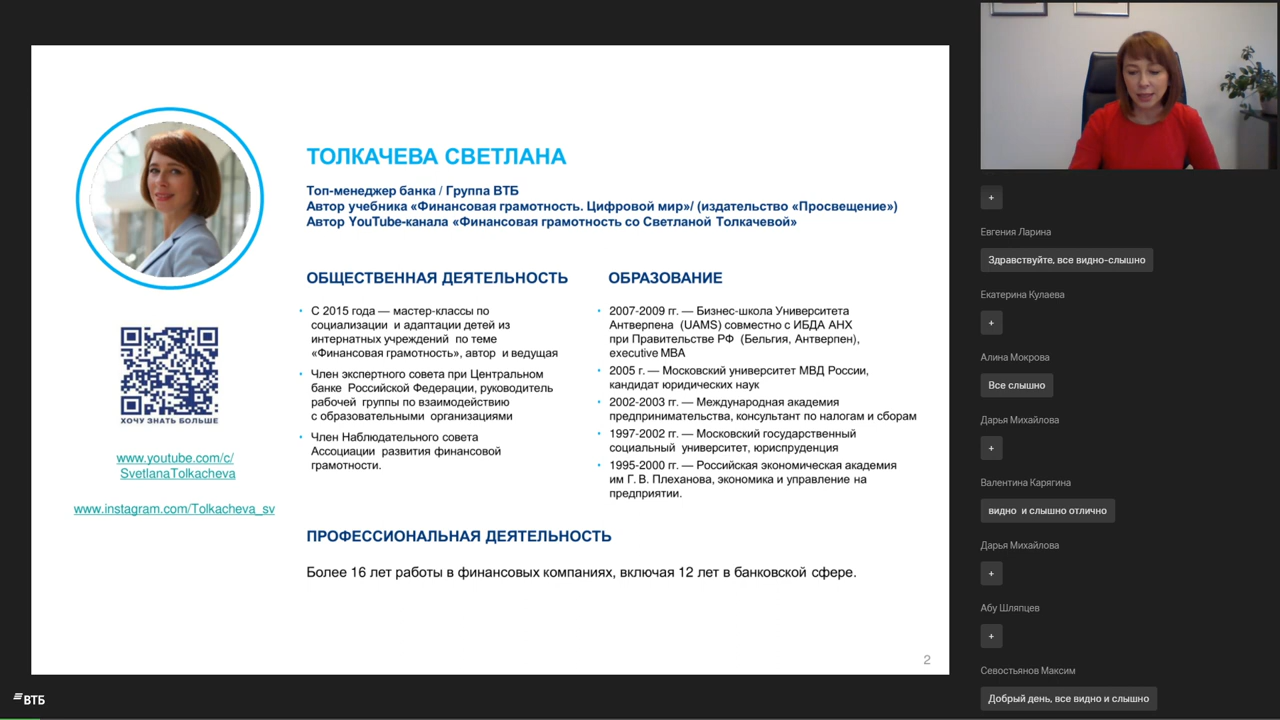 ТОЛКАЧЕВА СВЕТЛАНА
Топ-менеджер банка / Группа ВТБ
Автор учебника «Финансовая грамотность. Цифровой мир»/ (издательство «Просвещение»)
Автор YouTube-канала «Финансовая грамотность со Светланой Толкачевой»
ХОЧУ ЗНАТЬ БОЛЬШЕ
www.youtube.com/c/
SvetlanaTolkacheva
www.instagram.com/Tolkacheva_sv
ОБЩЕСТВЕННАЯ ДЕЯТЕЛЬНОСТЬ
• С 2015 года — мастер-классы по
социализации и адаптации детей из
интернатных учреждений по теме
«Финансовая грамотность», автор и ведущая
• Член экспертного совета при Центральном
банке Российской Федерации, руководитель
рабочей группы по взаимодействию
с образовательными организациями
• Член Наблюдательного совета
Ассоциации развития финансовой
грамотности.
ОБРАЗОВАНИЕ
• 2007-2009 гг. — Бизнес-школа Университета
Антверпена (UAMS) совместно с ИБДА АНХ
при Правительстве РФ (Бельгия, Антверпен),
executive MBA
• 2005 г. — Московский университет МВД России,
кандидат юридических наук
• 2002-2003 гг. — Международная академия
предпринимательства, консультант по налогам и сборам
• 1997-2002 гг. — Московский государственный
социальный университет, юриспруденция
• 1995-2000 гг. — Российская экономическая академия
им Г. В. Плеханова, экономика и управление на
предприятии.
ПРОФЕССИОНАЛЬНАЯ ДЕЯТЕЛЬНОСТЬ
Более 16 лет работы в финансовых компаниях, включая 12 лет в банковской сфере.
2
ВТБ
+
Евгения Ларина
Здравствуйте, все видно-слышно
Екатерина Кулаева
+
Алина Мокрова
Все слышно
Дарья Михайлова
+
Валентина Карягина
видно и слышно отлично
Дарья Михайлова
+
Абу Шляпцев
+
Севостьянов Максим
Добрый день, все видно и слышно